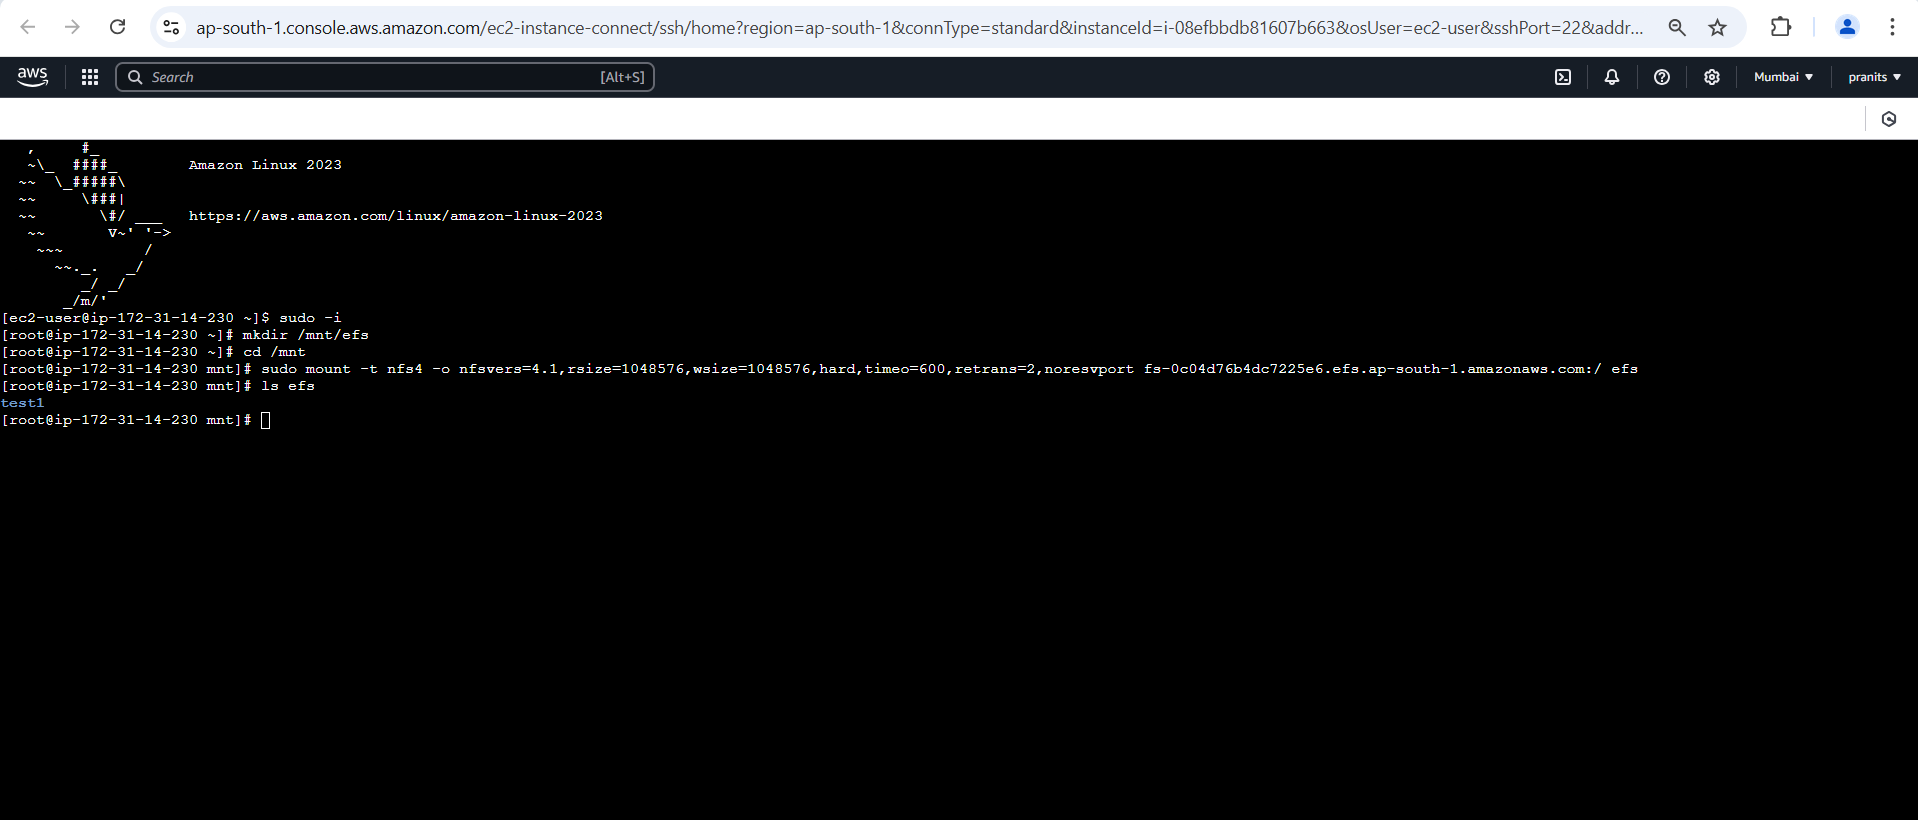 ap-south-1.console.aws.amazon.com/ec2-instance-connect/ssh/home?region=ap-south-1&connType=standard&instanceId=i-08efbbdb81607b663&osUser=ec2-user&sshPort=22&addr...
aws Search [Alt+S] Mumbai ▼ pranits ▼
   ,     #_
   ~\_  ####_        Amazon Linux 2023
  ~~  \_#####\
  ~~     \###|
  ~~       \#/ ___   https://aws.amazon.com/linux/amazon-linux-2023
   ~~       V~' '->
    ~~~         /
      ~~._.   _/
         _/ _/
       _/m/'
[ec2-user@ip-172-31-14-230 ~]$ sudo -i
[root@ip-172-31-14-230 ~]# mkdir /mnt/efs
[root@ip-172-31-14-230 ~]# cd /mnt
[root@ip-172-31-14-230 mnt]# sudo mount -t nfs4 -o nfsvers=4.1,rsize=1048576,wsize=1048576,hard,timeo=600,retrans=2,noresvport fs-0c04d76b4dc7225e6.efs.ap-south-1.amazonaws.com:/ efs
[root@ip-172-31-14-230 mnt]# ls efs
test1
[root@ip-172-31-14-230 mnt]#